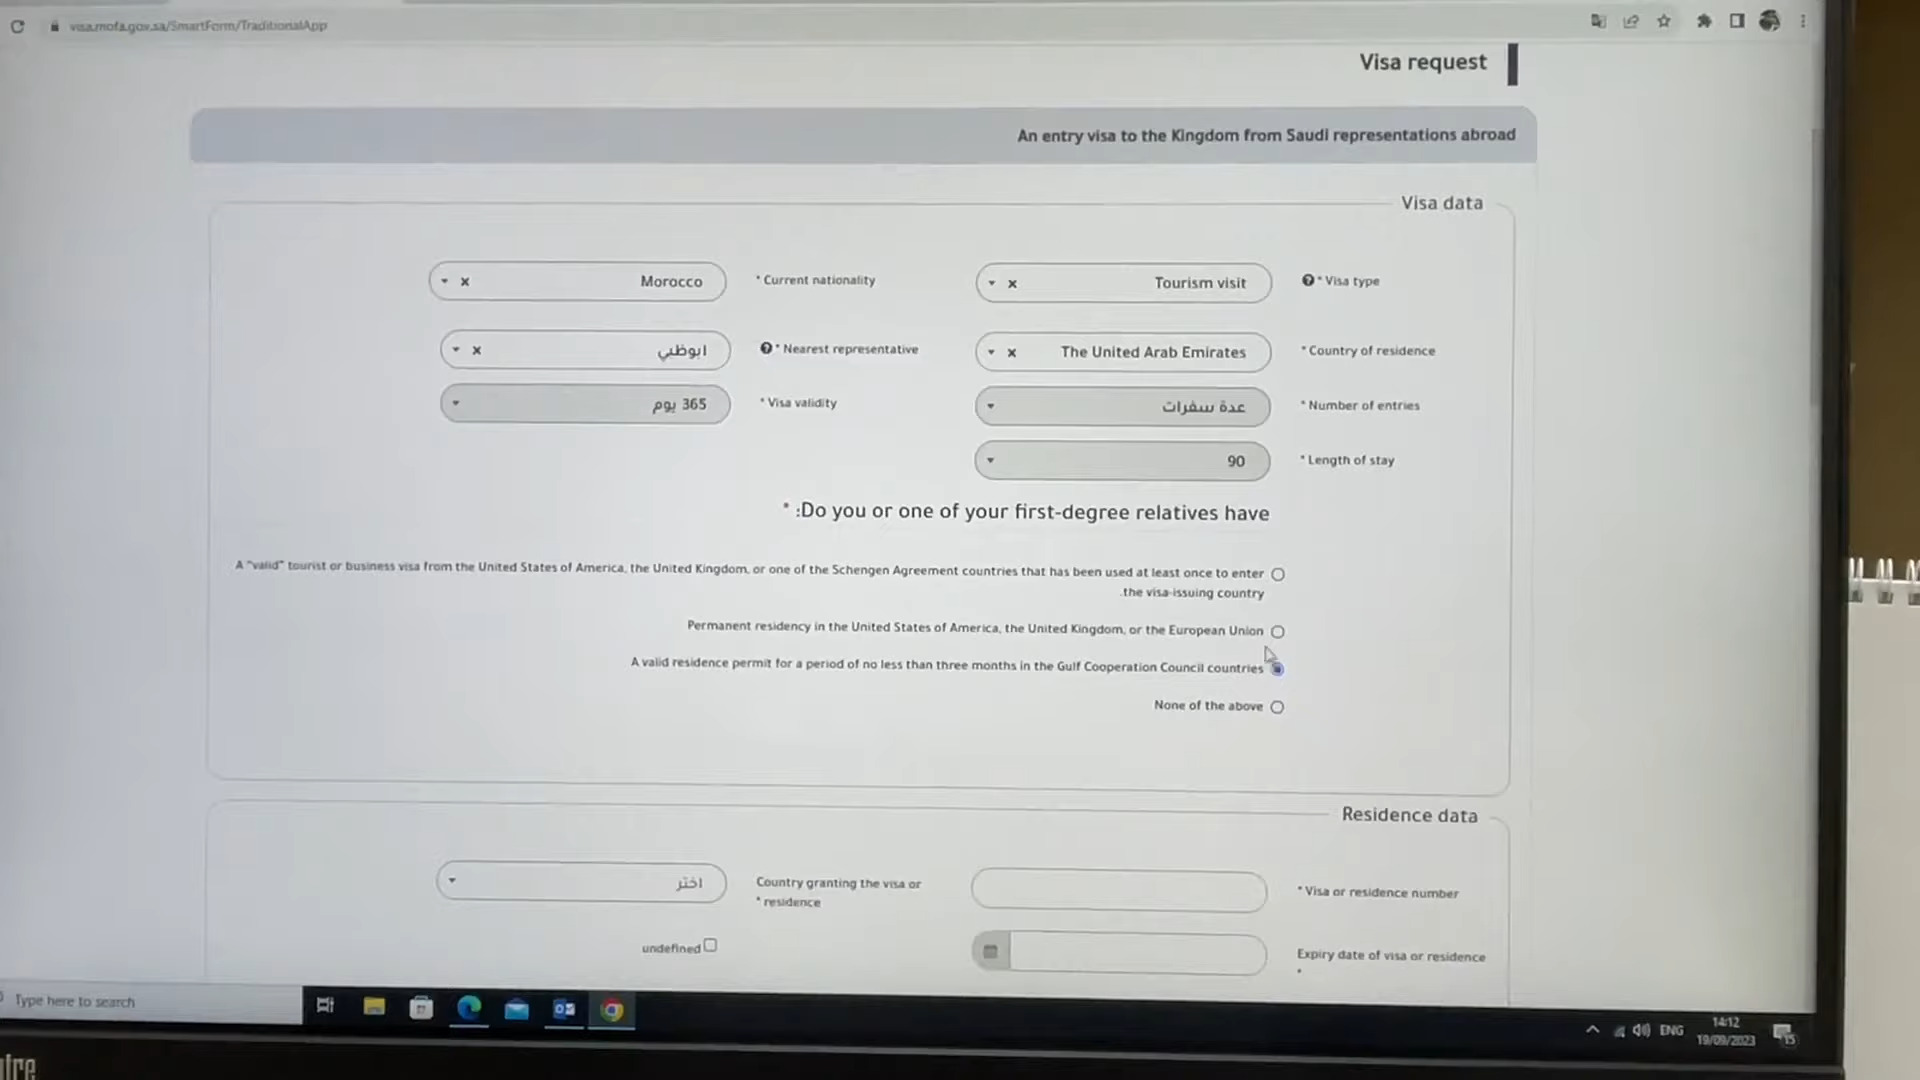 visa.mofa.gov.sa/SmartForm/TraditionalApp
Visa request
An entry visa to the Kingdom from Saudi representations abroad
Visa data
* Visa type
Tourism visit
* Current nationality
Morocco
* Country of residence
The United Arab Emirates
* Nearest representative
ابوظبي
* Number of entries
عدة سفرات
* Visa validity
365 يوم
* Length of stay
90
* :Do you or one of your first-degree relatives have
A "valid" tourist or business visa from the United States of America, the United Kingdom, or one of the Schengen Agreement countries that has been used at least once to enter
.the visa-issuing country
Permanent residency in the United States of America, the United Kingdom, or the European Union
A valid residence permit for a period of no less than three months in the Gulf Cooperation Council countries
None of the above
Residence data
* Visa or residence number
Country granting the visa or
* residence
اختر
Expiry date of visa or residence
*
undefined
Type here to search
ENG
14:12
19/09/2023
15